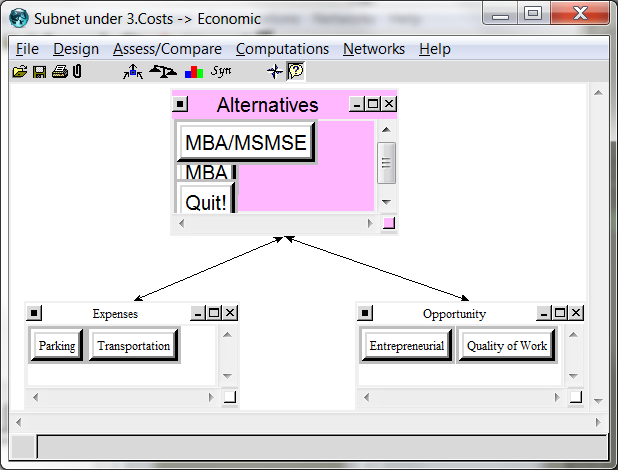 Subnet under 3.Costs -> Economic
File Design Assess/Compare Computations Networks Help
Syn
Alternatives
MBA/MSMSE
MBA
Quit!
Expenses
Parking Transportation
Opportunity
Entrepreneurial Quality of Work